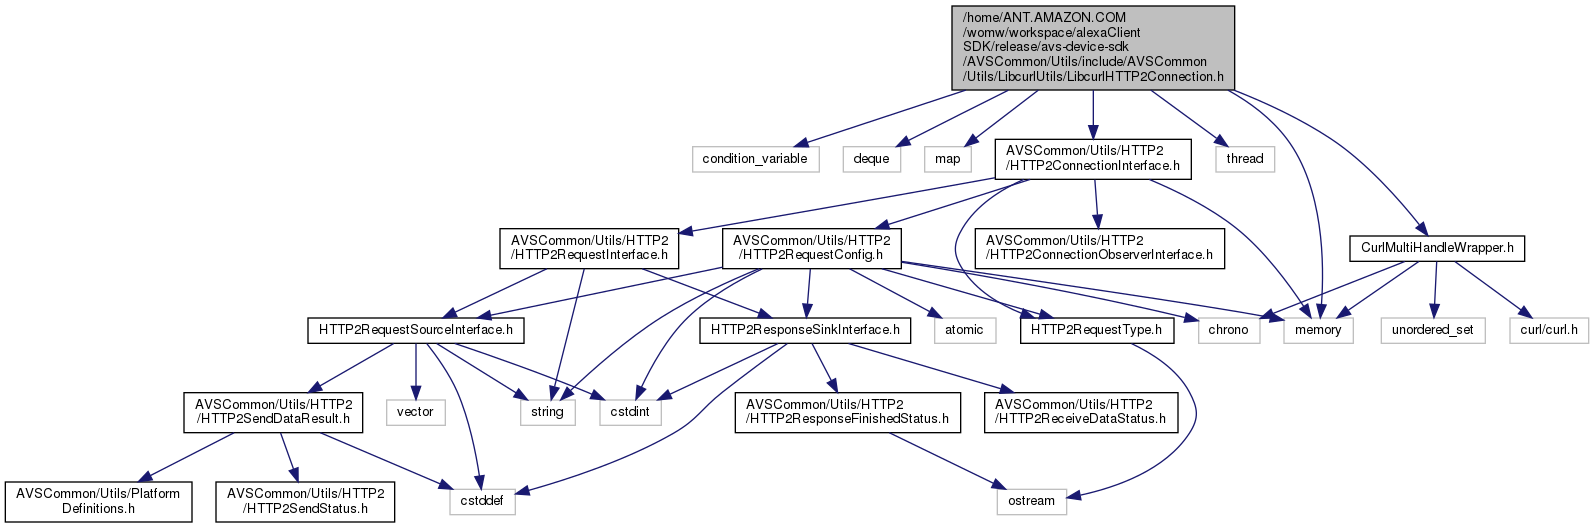 /home/ANT.AMAZON.COM
/womw/workspace/alexaClient
SDK/release/avs-device-sdk
/AVSCommon/Utils/include/AVSCommon
/Utils/LibcurlUtils/LibcurlHTTP2Connection.h
condition_variable
deque
map
AVSCommon/Utils/HTTP2
/HTTP2ConnectionInterface.h
thread
AVSCommon/Utils/HTTP2
/HTTP2RequestInterface.h
AVSCommon/Utils/HTTP2
/HTTP2RequestConfig.h
AVSCommon/Utils/HTTP2
/HTTP2ConnectionObserverInterface.h
CurlMultiHandleWrapper.h
HTTP2RequestSourceInterface.h
HTTP2ResponseSinkInterface.h
atomic
HTTP2RequestType.h
chrono
memory
unordered_set
curl/curl.h
AVSCommon/Utils/HTTP2
/HTTP2SendDataResult.h
vector
string
cstdint
AVSCommon/Utils/HTTP2
/HTTP2ResponseFinishedStatus.h
AVSCommon/Utils/HTTP2
/HTTP2ReceiveDataStatus.h
AVSCommon/Utils/Platform
Definitions.h
AVSCommon/Utils/HTTP2
/HTTP2SendStatus.h
cstddef
ostream